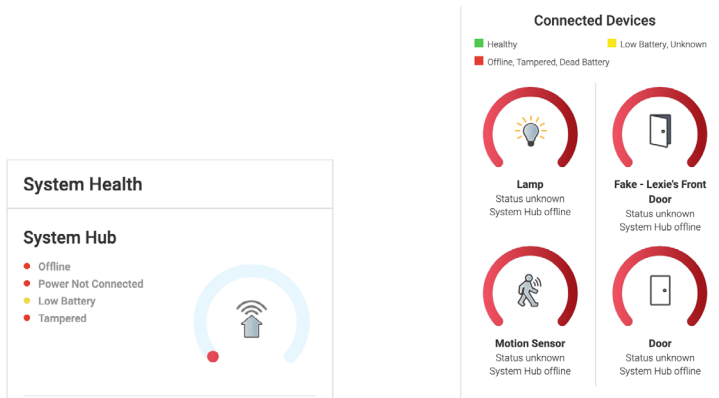 System Health
System Hub
Offline
Power Not Connected
Low Battery
Tampered
Connected Devices
Healthy
Low Battery, Unknown
Offline, Tampered, Dead Battery
Lamp
Status unknown
System Hub offline
Fake - Lexie's Front
Door
Status unknown
System Hub offline
Motion Sensor
Status unknown
System Hub offline
Door
Status unknown
System Hub offline